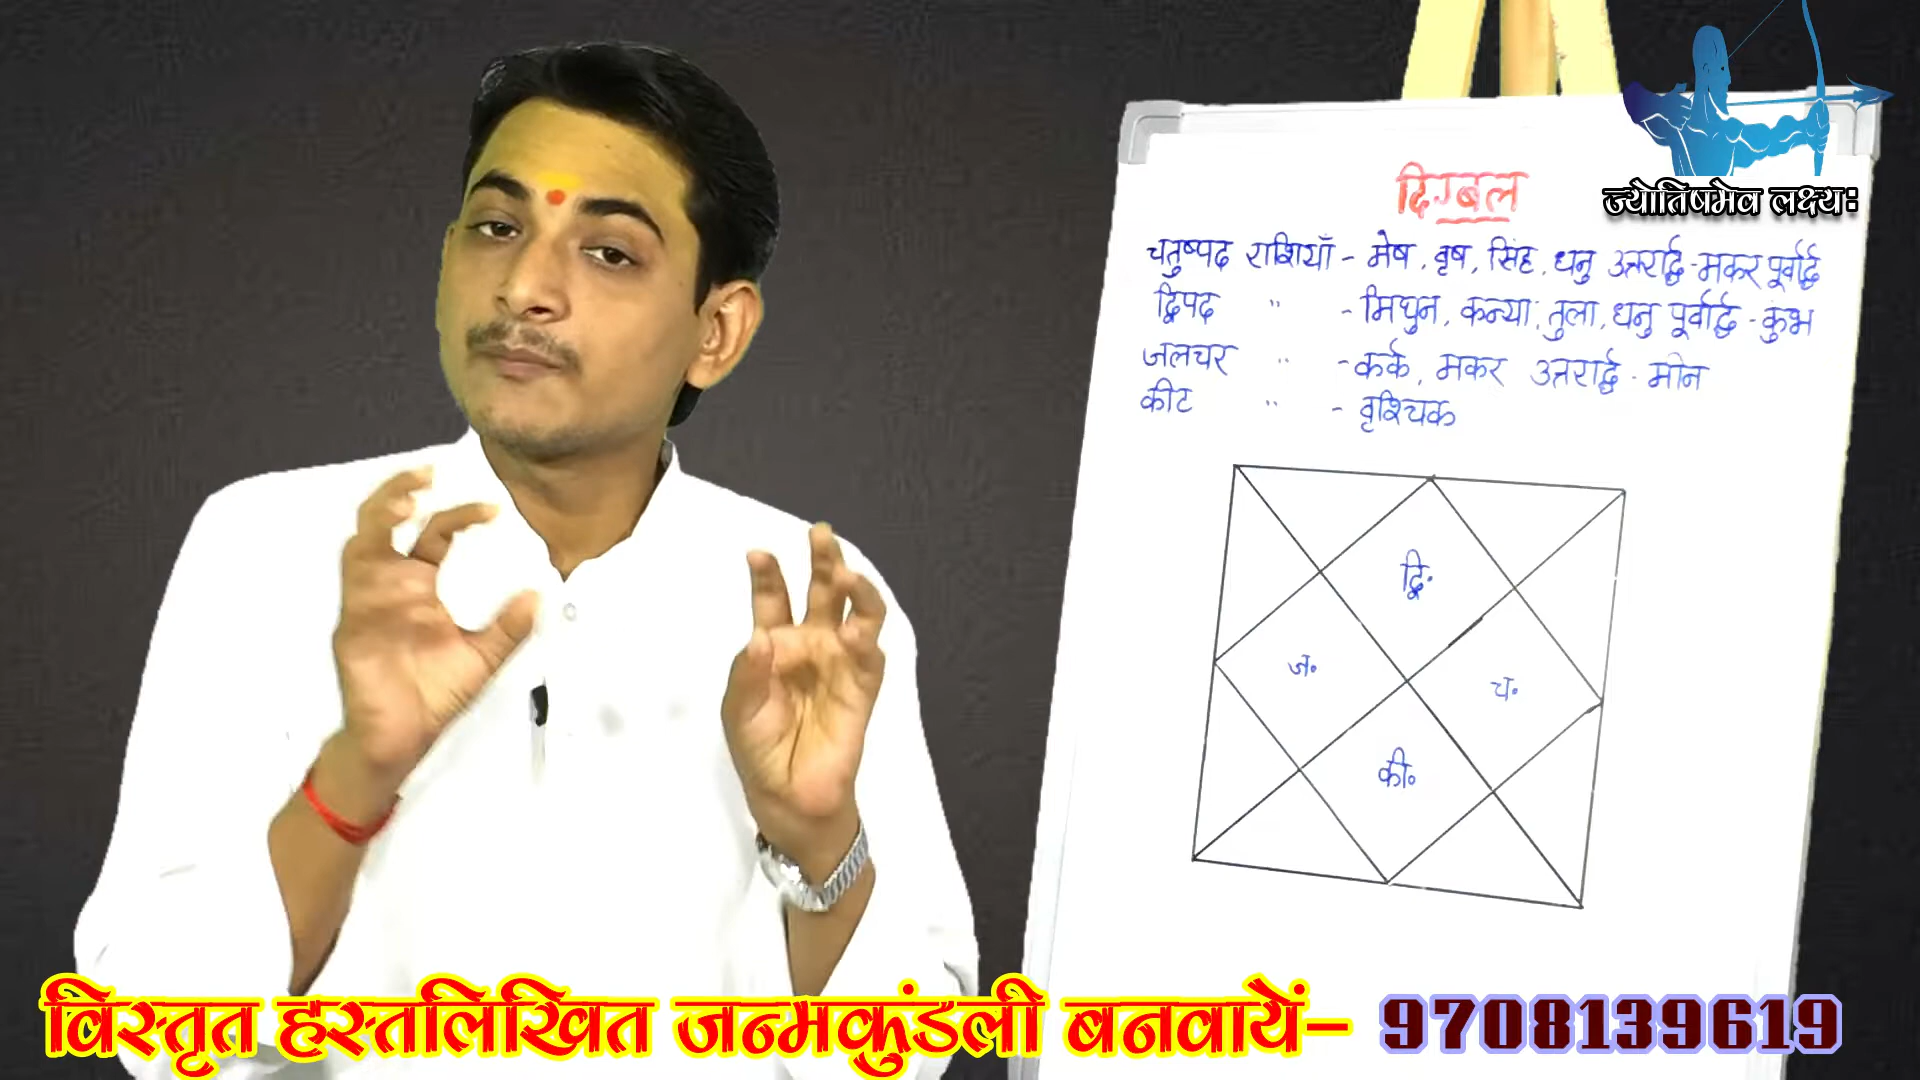 ज्योतिषमेव लक्ष्यः
दिग्बल
चतुष्पद राशियाँ - मेष, वृष, सिंह, धनु उत्तरार्द्ध - मकर पूर्वार्द्ध
द्विपद " - मिथुन, कन्या, तुला, धनु पूर्वार्द्ध - कुंभ
जलचर " - कर्क, मकर उत्तरार्द्ध - मीन
कीट " - वृश्चिक
द्वि॰
ज॰
च॰
की॰
विस्तृत हस्तलिखित जन्मकुंडली बनवायें– 9708139619